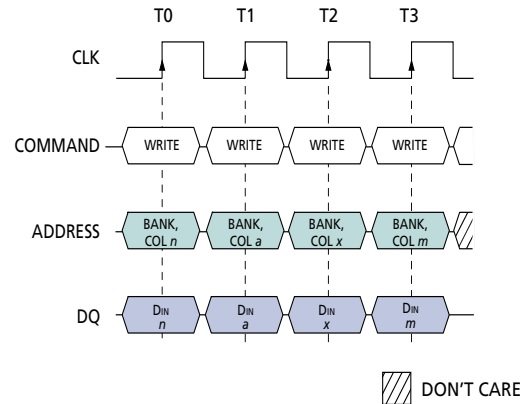 T0 T1 T2 T3
CLK
COMMAND WRITE WRITE WRITE WRITE
ADDRESS BANK, COL n BANK, COL a BANK, COL x BANK, COL m
DQ DIN n DIN a DIN x DIN m
DON'T CARE